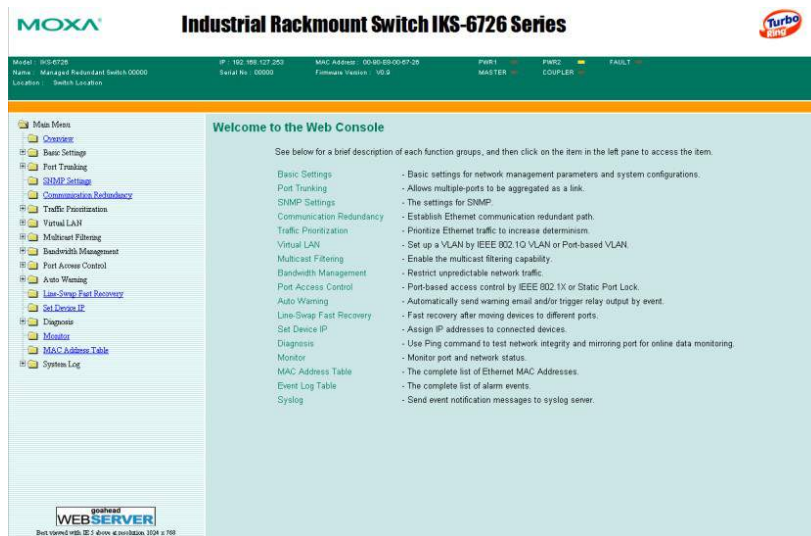 MOXA
Industrial Rackmount Switch IKS-6726 Series
Turbo Ring
Model : IKS-6726
Name : Managed Redundant Switch 00000
Location : Switch Location
IP : 192.168.127.253
Serial No : 00000
MAC Address : 00-90-E8-00-67-26
Firmware Version : V0.9
PWR1
PWR2
FAULT
MASTER
COUPLER
Main Menu
Overview
Basic Settings
Port Trunking
SNMP Settings
Communication Redundancy
Traffic Prioritization
Virtual LAN
Multicast Filtering
Bandwidth Management
Port Access Control
Auto Warning
Line-Swap Fast Recovery
Set Device IP
Diagnosis
Monitor
MAC Address Table
System Log
goahead
WEBSERVER
Best viewed with IE 5 above at resolution 1024 x 768
Welcome to the Web Console
See below for a brief description of each function groups, and then click on the item in the left pane to access the item.
Basic Settings - Basic settings for network management parameters and system configurations.
Port Trunking - Allows multiple-ports to be aggregated as a link.
SNMP Settings - The settings for SNMP.
Communication Redundancy - Establish Ethernet communication redundant path.
Traffic Prioritization - Prioritize Ethernet traffic to increase determinism.
Virtual LAN - Set up a VLAN by IEEE 802.1Q VLAN or Port-based VLAN.
Multicast Filtering - Enable the multicast filtering capability.
Bandwidth Management - Restrict unpredictable network traffic.
Port Access Control - Port-based access control by IEEE 802.1X or Static Port Lock.
Auto Warning - Automatically send warning email and/or trigger relay output by event.
Line-Swap Fast Recovery - Fast recovery after moving devices to different ports.
Set Device IP - Assign IP addresses to connected devices.
Diagnosis - Use Ping command to test network integrity and mirroring port for online data monitoring.
Monitor - Monitor port and network status.
MAC Address Table - The complete list of Ethernet MAC Addresses.
Event Log Table - The complete list of alarm events.
Syslog - Send event notification messages to syslog server.